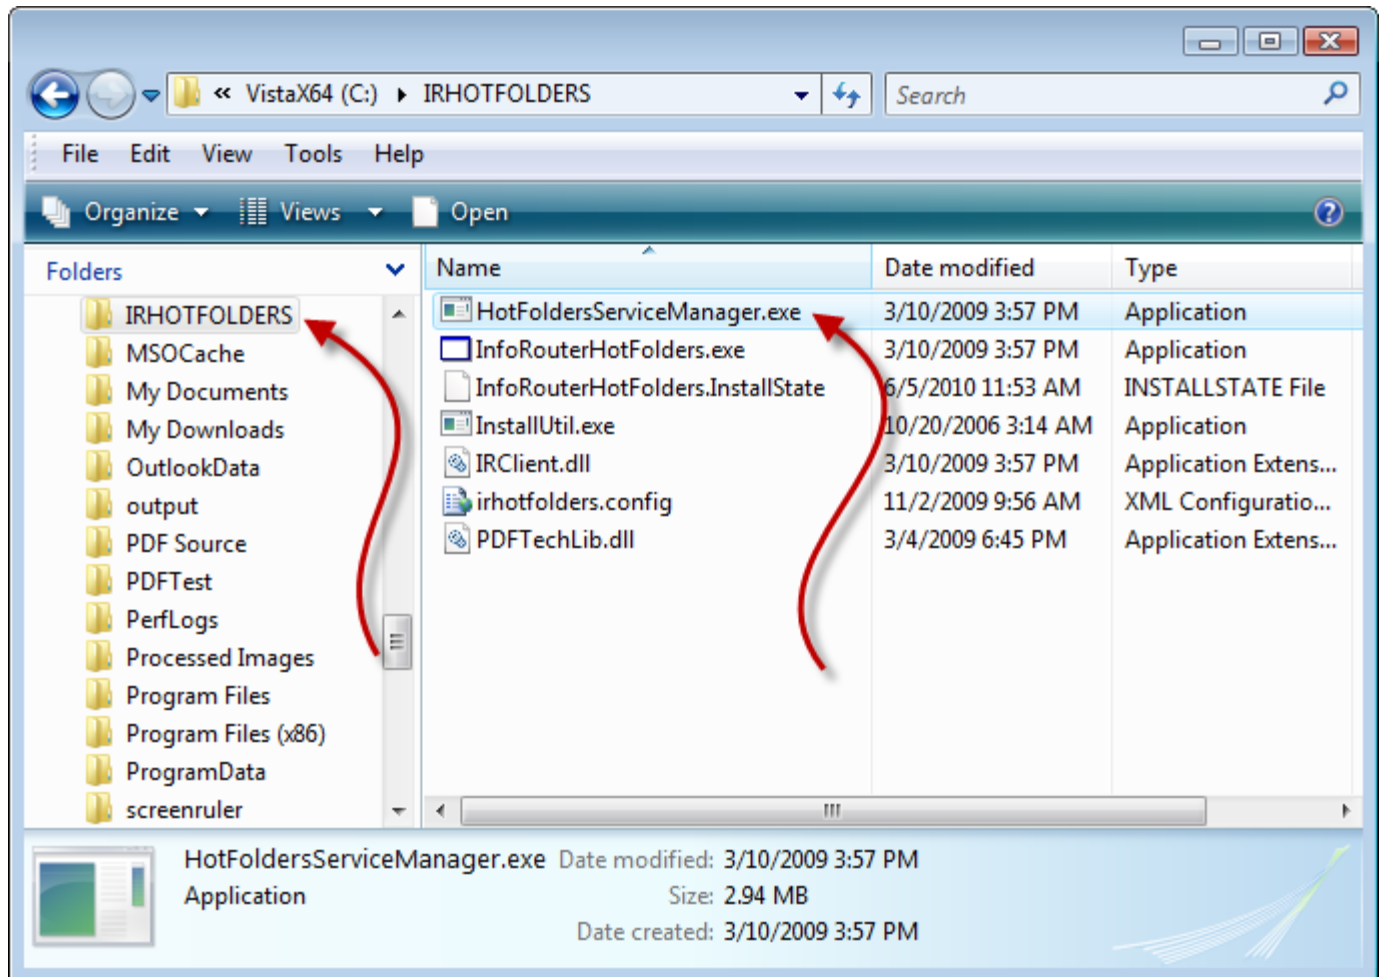 « VistaX64 (C:) IRHOTFOLDERS Search
File Edit View Tools Help
Organize Views Open
Folders Name Date modified Type
IRHOTFOLDERS HotFoldersServiceManager.exe 3/10/2009 3:57 PM Application
MSOCache InfoRouterHotFolders.exe 3/10/2009 3:57 PM Application
My Documents InfoRouterHotFolders.InstallState 6/5/2010 11:53 AM INSTALLSTATE File
My Downloads InstallUtil.exe 10/20/2006 3:14 AM Application
OutlookData IRClient.dll 3/10/2009 3:57 PM Application Extens...
output irhotfolders.config 11/2/2009 9:56 AM XML Configuratio...
PDF Source PDFTechLib.dll 3/4/2009 6:45 PM Application Extens...
PDFTest
PerfLogs
Processed Images
Program Files
Program Files (x86)
ProgramData
screenruler
HotFoldersServiceManager.exe Date modified: 3/10/2009 3:57 PM
Application Size: 2.94 MB
Date created: 3/10/2009 3:57 PM